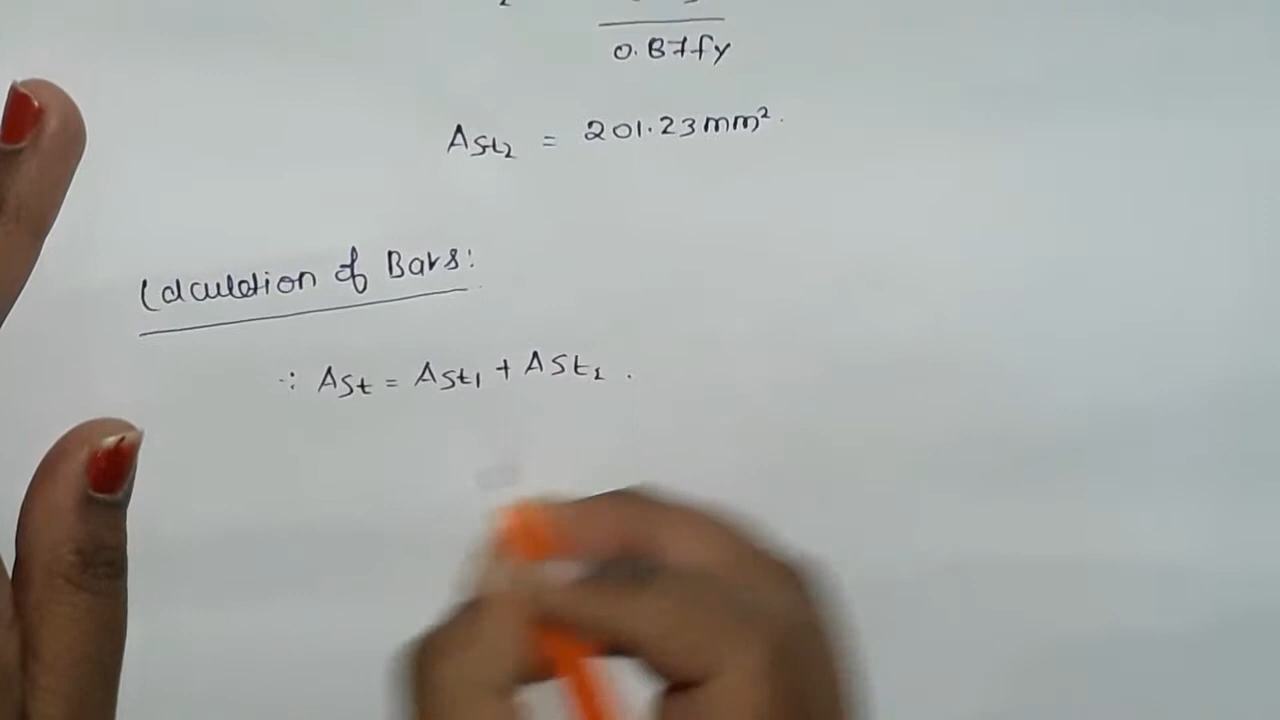 0.87fy
Ast2 = 201.23mm².
Calculation of Bars:
∵ Ast = Ast1 + Ast2 .